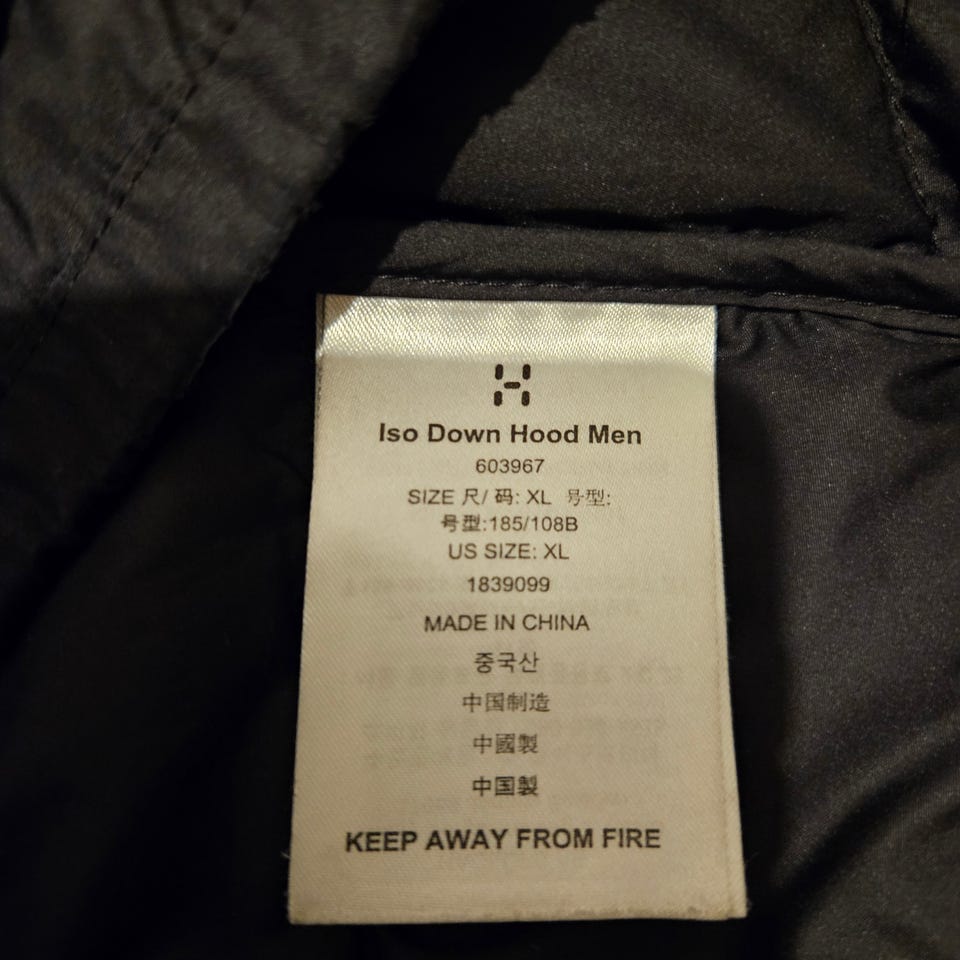 Iso Down Hood Men
603967
SIZE 尺/ 码: XL 号型:
号型:185/108B
US SIZE: XL
1839099
MADE IN CHINA
중국산
中国制造
中國製
中国製
KEEP AWAY FROM FIRE